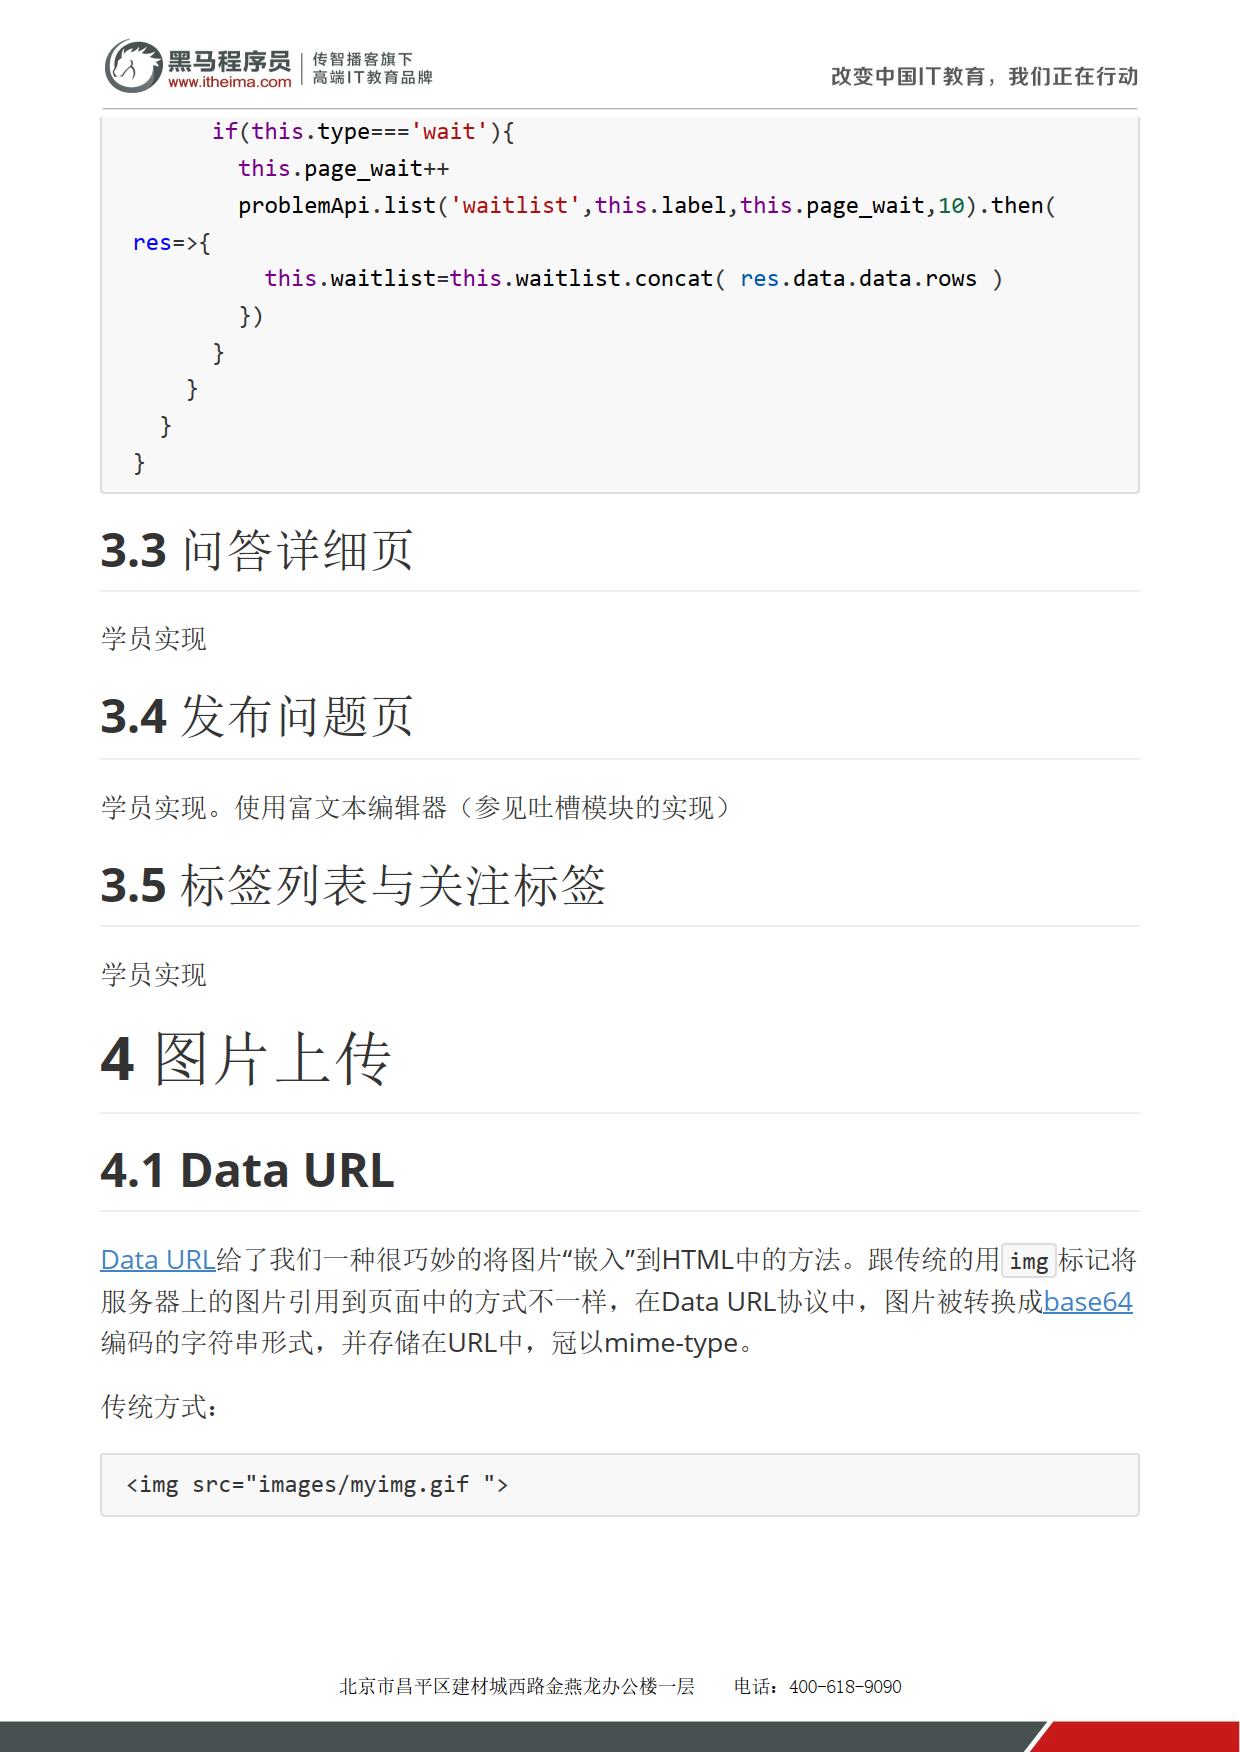 黑马程序员
www.itheima.com
传智播客旗下
高端IT教育品牌
改变中国IT教育，我们正在行动
if(this.type==='wait'){
this.page_wait++
problemApi.list('waitlist',this.label,this.page_wait,10).then(
res=>{
this.waitlist=this.waitlist.concat( res.data.data.rows )
})
}
}
}
}
3.3 问答详细页
学员实现
3.4 发布问题页
学员实现。使用富文本编辑器（参见吐槽模块的实现）
3.5 标签列表与关注标签
学员实现
4 图片上传
4.1 Data URL
Data URL给了我们一种很巧妙的将图片“嵌入”到HTML中的方法。跟传统的用img标记将
服务器上的图片引用到页面中的方式不一样，在Data URL协议中，图片被转换成base64
编码的字符串形式，并存储在URL中，冠以mime-type。
传统方式：
<img src="images/myimg.gif ">
北京市昌平区建材城西路金燕龙办公楼一层 电话：400-618-9090